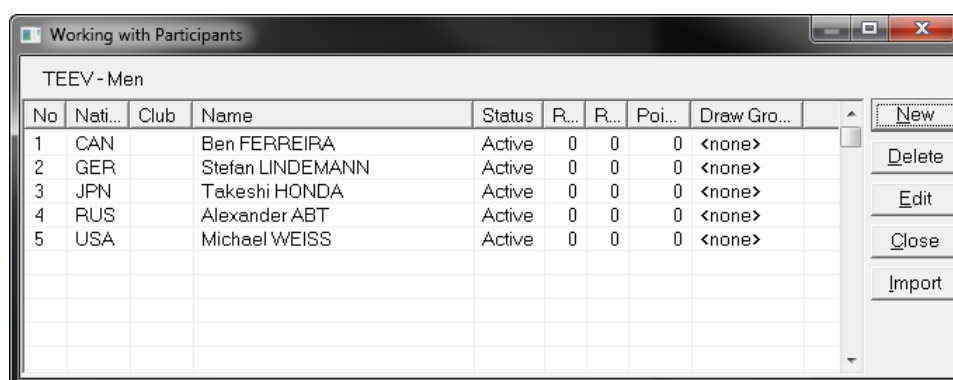 Working with Participants
TEEV - Men
No Nati... Club Name Status R... R... Poi... Draw Gro...
1 CAN Ben FERREIRA Active 0 0 0 <none>
2 GER Stefan LINDEMANN Active 0 0 0 <none>
3 JPN Takeshi HONDA Active 0 0 0 <none>
4 RUS Alexander ABT Active 0 0 0 <none>
5 USA Michael WEISS Active 0 0 0 <none>
New
Delete
Edit
Close
Import